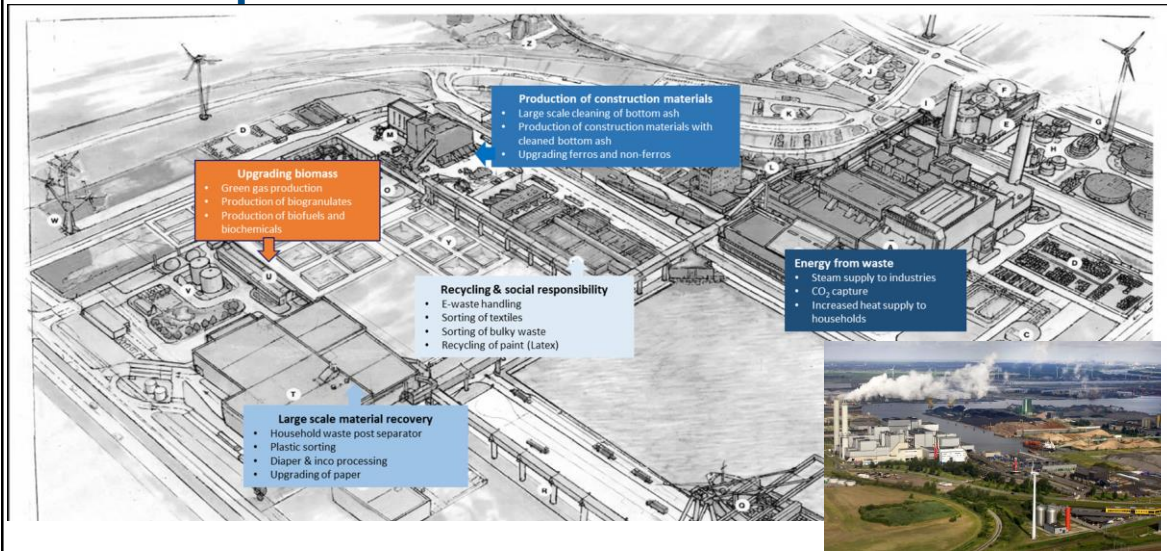 Production of construction materials
• Large scale cleaning of bottom ash
• Production of construction materials with
cleaned bottom ash
• Upgrading ferros and non-ferros
Upgrading biomass
• Green gas production
• Production of biogranulates
• Production of biofuels and
biochemicals
Recycling & social responsibility
• E-waste handling
• Sorting of textiles
• Sorting of bulky waste
• Recycling of paint (Latex)
Energy from waste
• Steam supply to industries
• CO₂ capture
• Increased heat supply to
households
Large scale material recovery
• Household waste post separator
• Plastic sorting
• Diaper & inco processing
• Upgrading of paper
Z
J
F
I
E
G
K
D
M
H
L
O
W
Y
A
D
U
V
C
T
H
Q